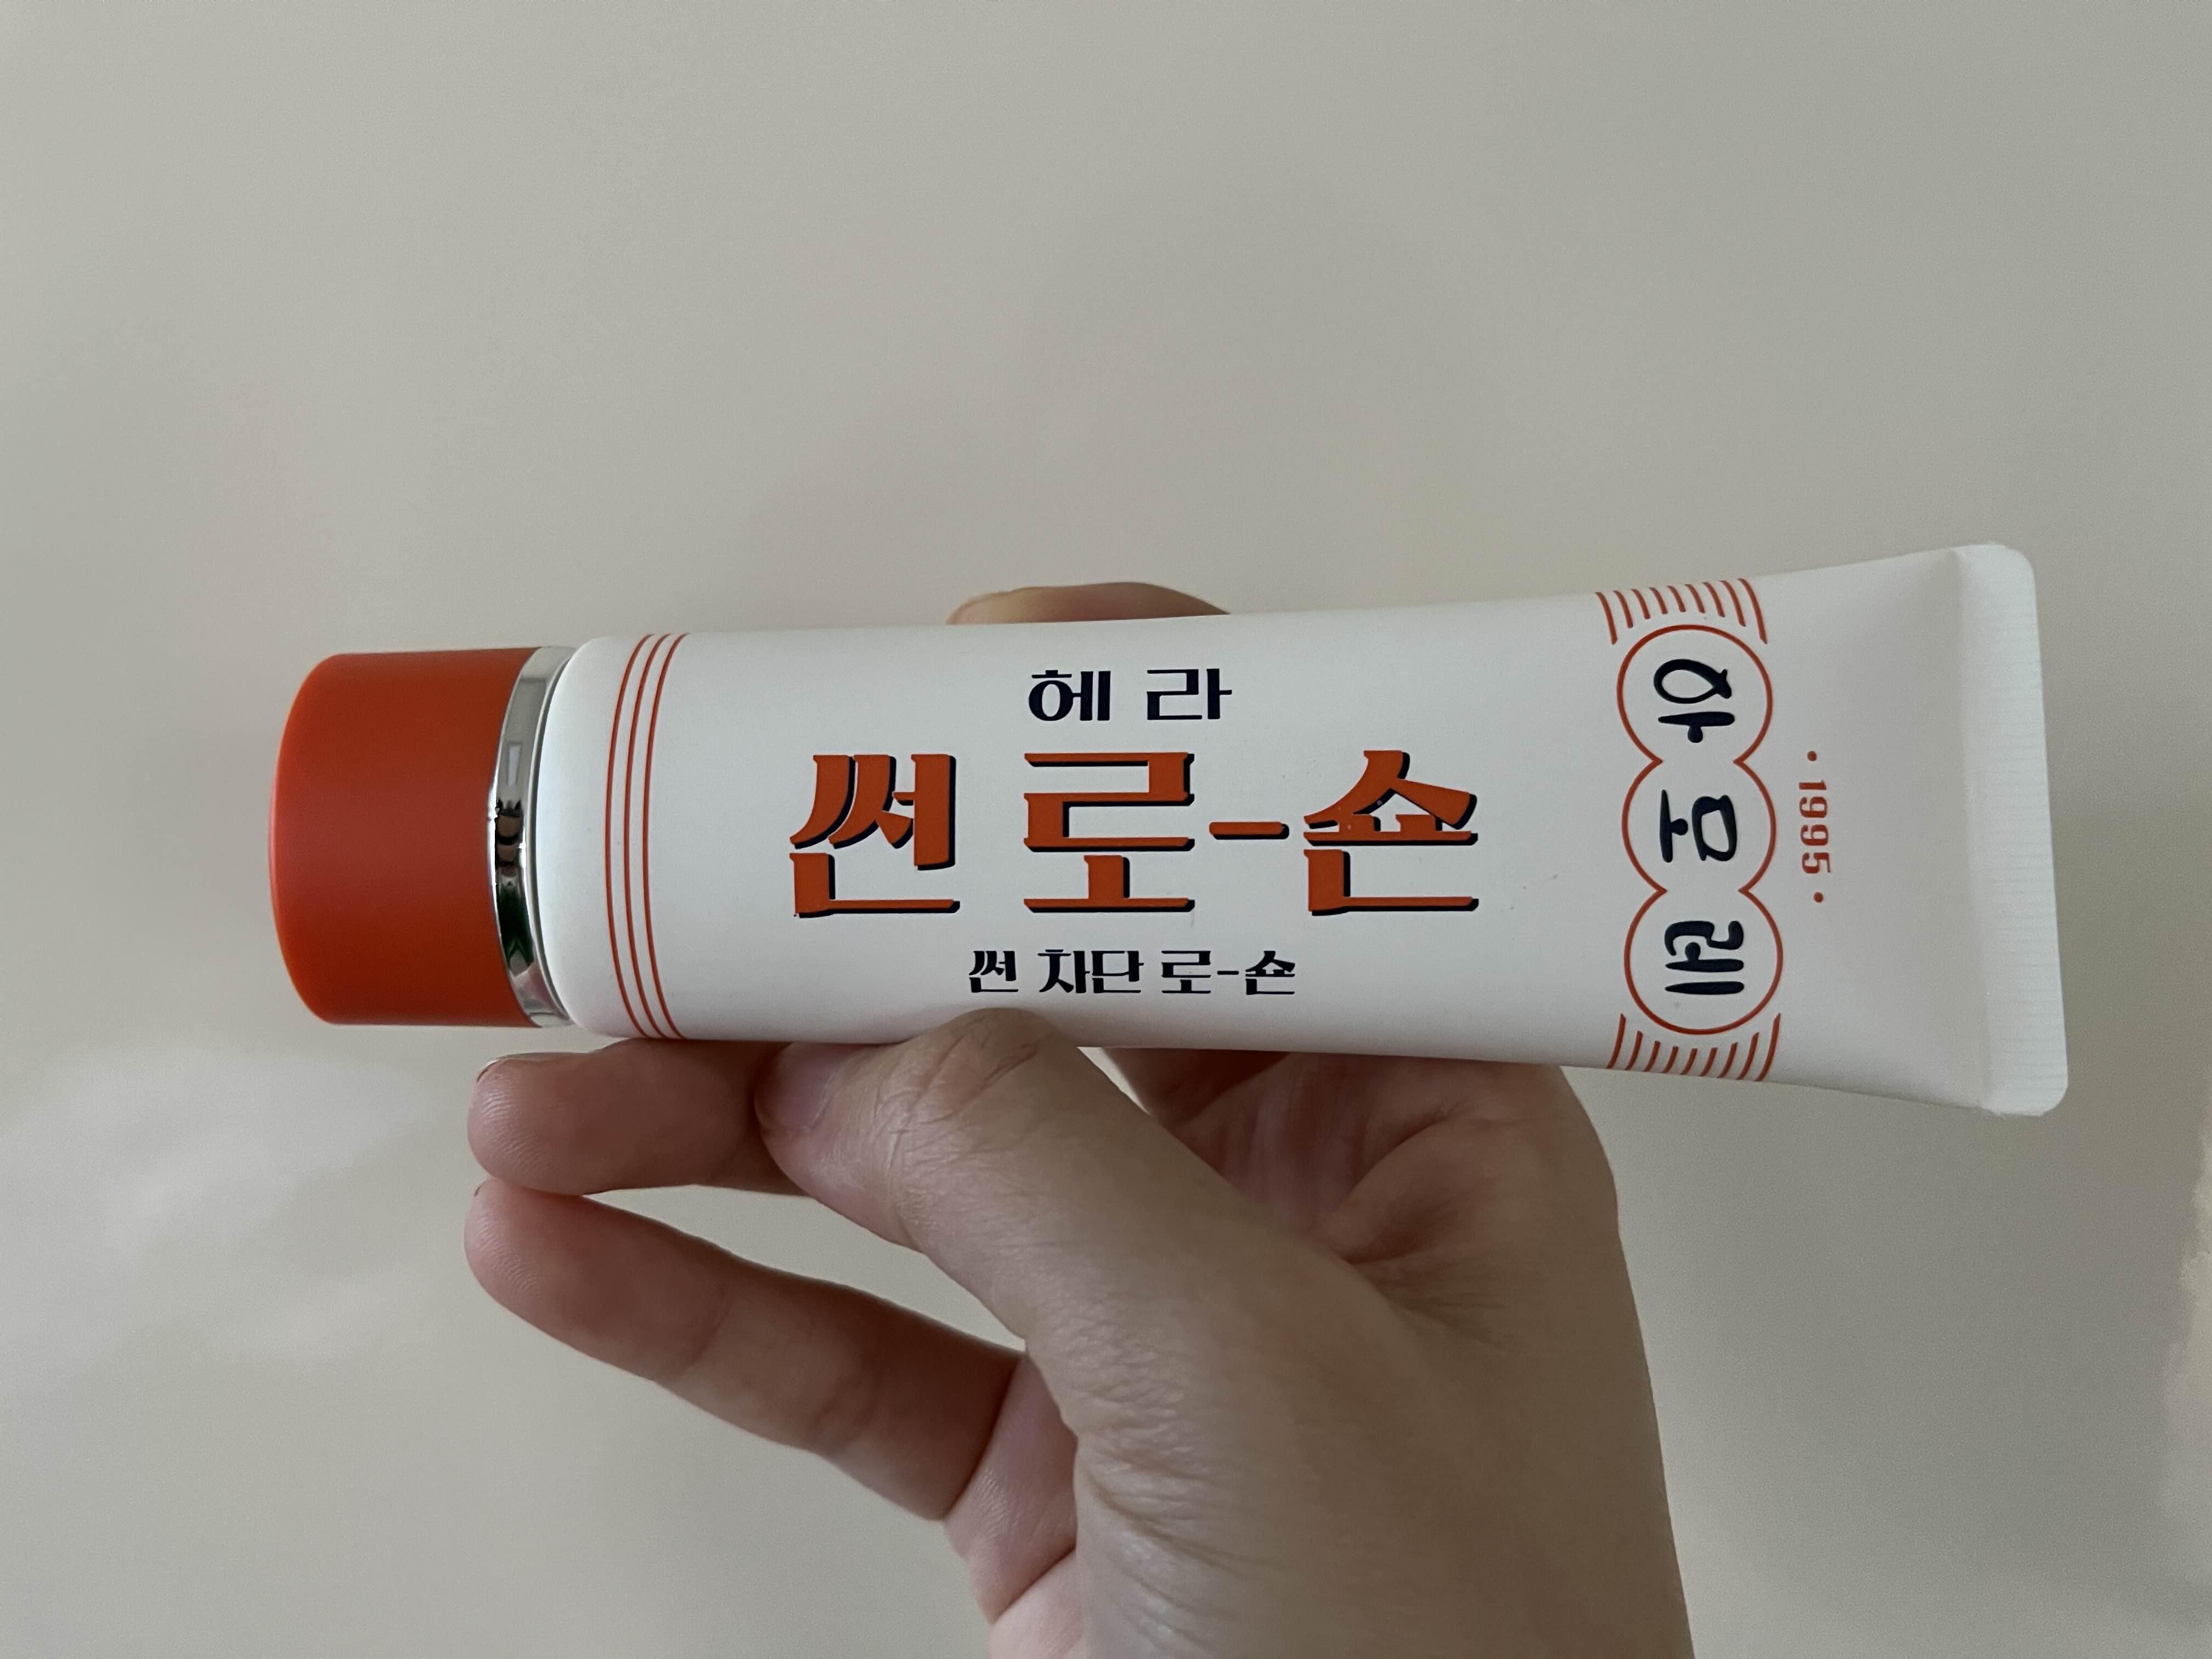 헤라
썬로-숀
썬 차단 로-숀
아모레
·1995·